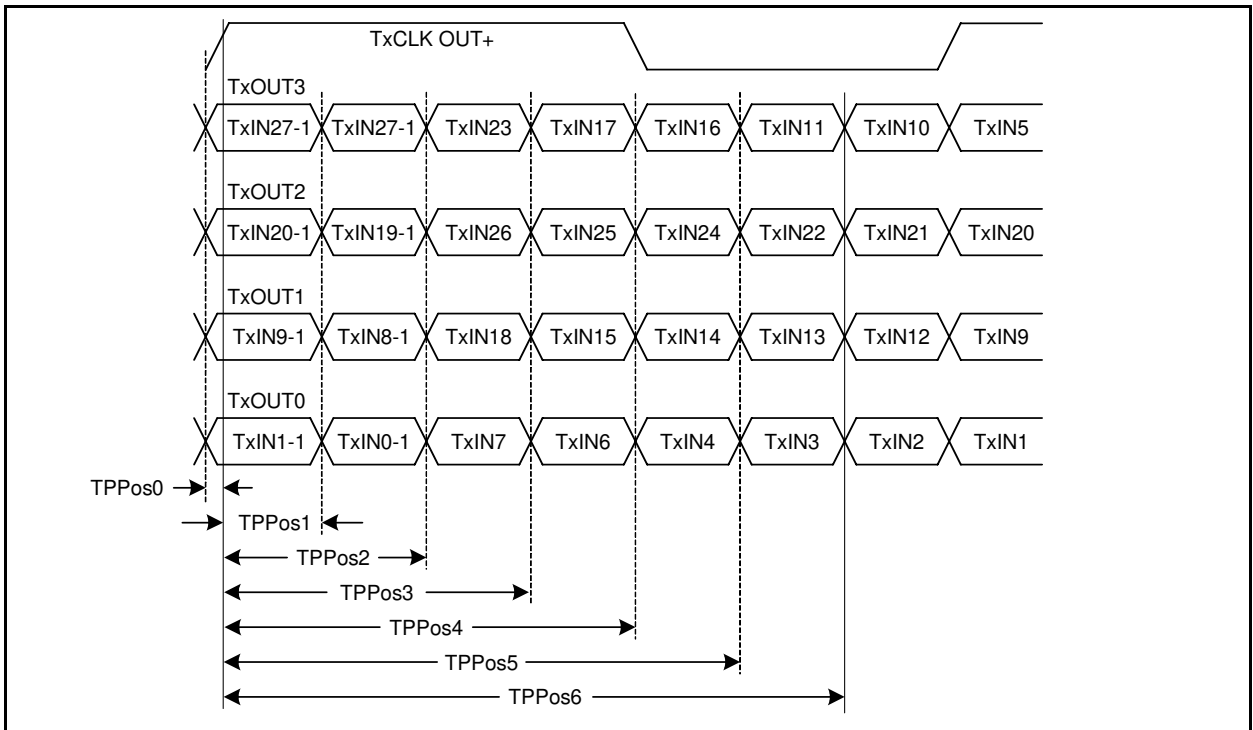 TxCLK OUT+
TxOUT3
TxIN27-1 TxIN27-1 TxIN23 TxIN17 TxIN16 TxIN11 TxIN10 TxIN5
TxOUT2
TxIN20-1 TxIN19-1 TxIN26 TxIN25 TxIN24 TxIN22 TxIN21 TxIN20
TxOUT1
TxIN9-1 TxIN8-1 TxIN18 TxIN15 TxIN14 TxIN13 TxIN12 TxIN9
TxOUT0
TxIN1-1 TxIN0-1 TxIN7 TxIN6 TxIN4 TxIN3 TxIN2 TxIN1
TPPos0
TPPos1
TPPos2
TPPos3
TPPos4
TPPos5
TPPos6